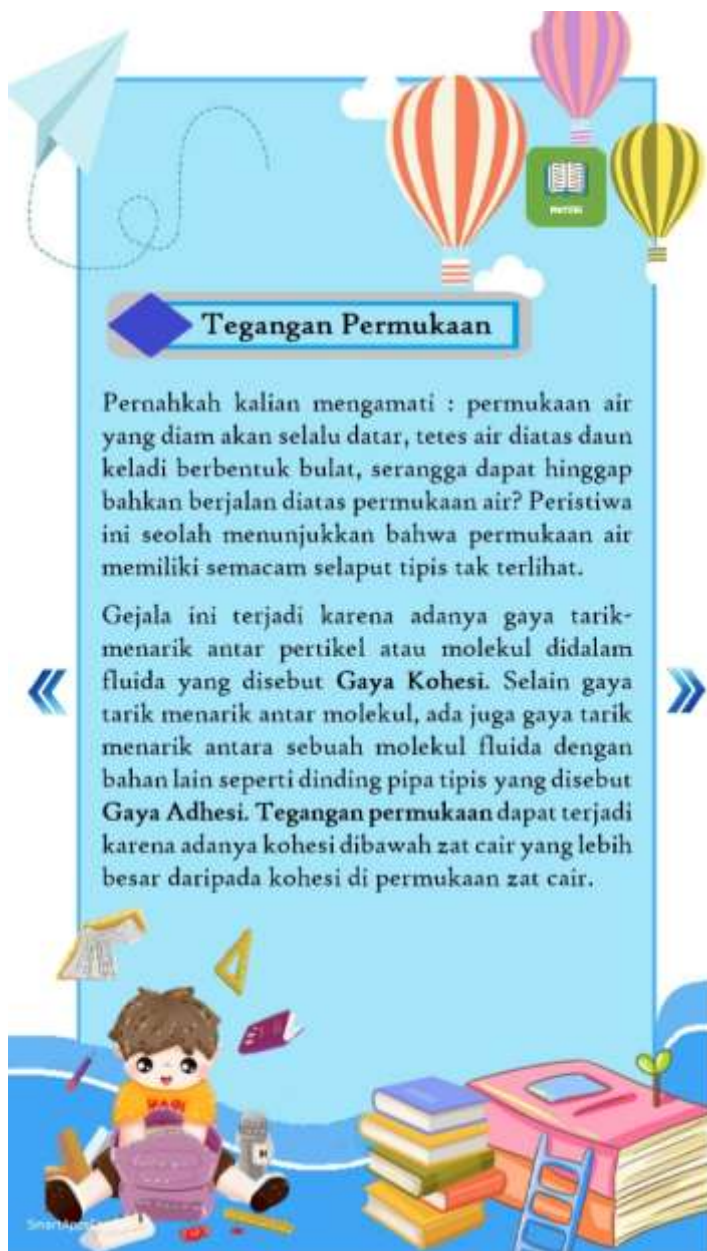 MATERI
Tegangan Permukaan
Pernahkah kalian mengamati : permukaan air
yang diam akan selalu datar, tetes air diatas daun
keladi berbentuk bulat, serangga dapat hinggap
bahkan berjalan diatas permukaan air? Peristiwa
ini seolah menunjukkan bahwa permukaan air
memiliki semacam selaput tipis tak terlihat.
Gejala ini terjadi karena adanya gaya tarik-
menarik antar pertikel atau molekul didalam
fluida yang disebut Gaya Kohesi. Selain gaya
tarik menarik antar molekul, ada juga gaya tarik
menarik antara sebuah molekul fluida dengan
bahan lain seperti dinding pipa tipis yang disebut
Gaya Adhesi. Tegangan permukaan dapat terjadi
karena adanya kohesi dibawah zat cair yang lebih
besar daripada kohesi di permukaan zat cair.